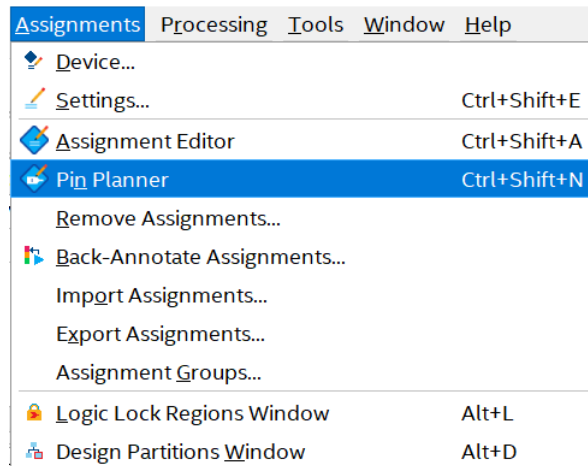 Assignments Processing Tools Window Help
Device...
Settings... Ctrl+Shift+E
Assignment Editor Ctrl+Shift+A
Pin Planner Ctrl+Shift+N
Remove Assignments...
Back-Annotate Assignments...
Import Assignments...
Export Assignments...
Assignment Groups...
Logic Lock Regions Window Alt+L
Design Partitions Window Alt+D